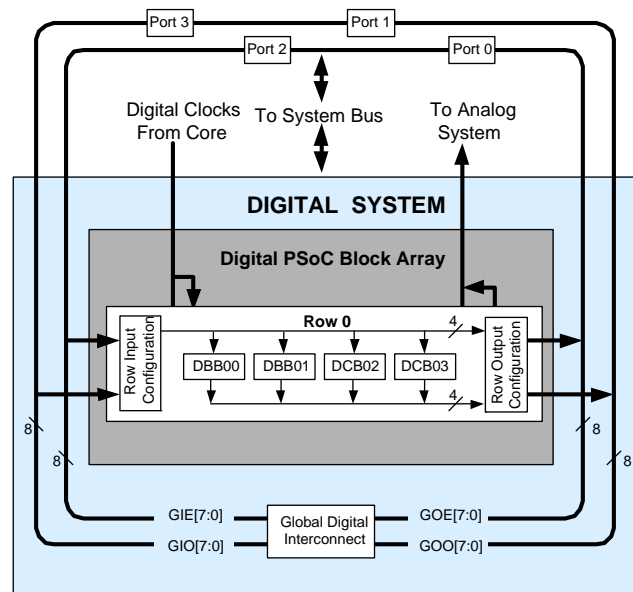 Port 3
Port 1
Port 2
Port 0
Digital Clocks
From Core
To System Bus
To Analog
System
DIGITAL SYSTEM
Digital PSoC Block Array
Row 0
4
Row Input
Configuration
DBB00
DBB01
DCB02
DCB03
Row Output
Configuration
4
8
8
8
8
GIE[7:0]
GIO[7:0]
Global Digital
Interconnect
GOE[7:0]
GOO[7:0]